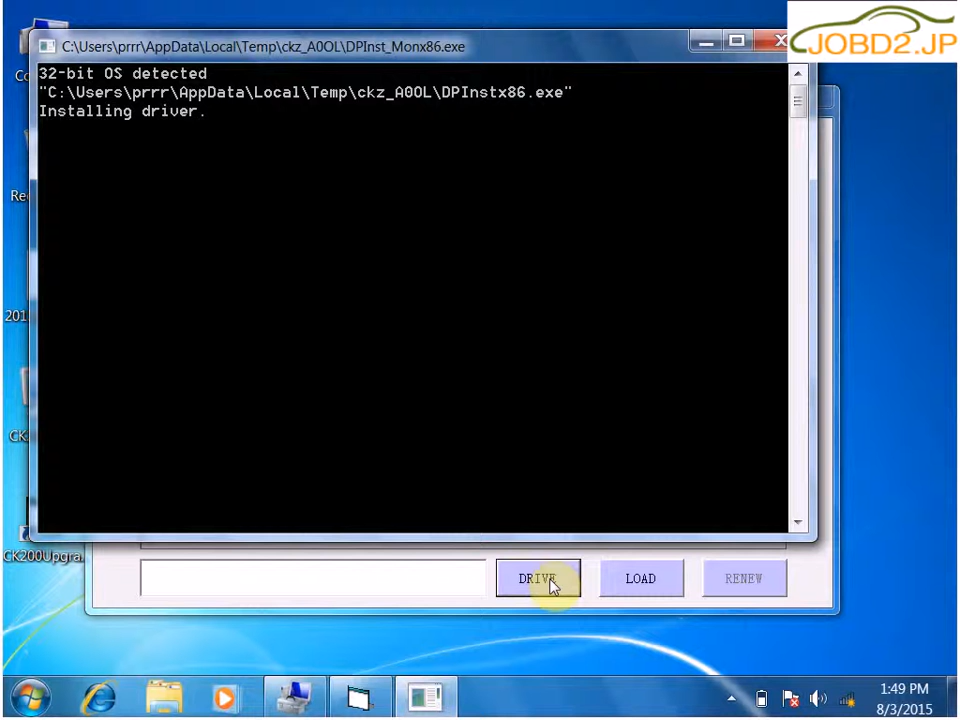 JOBD2.JP
C:\Users\prrr\AppData\Local\Temp\ckz_A0OL\DPInst_Monx86.exe
32-bit OS detected
"C:\Users\prrr\AppData\Local\Temp\ckz_A0OL\DPInstx86.exe"
Installing driver.
Co
Re
201
CK
CK200Upgra.
DRIVE
LOAD
RENEW
1:49 PM
8/3/2015